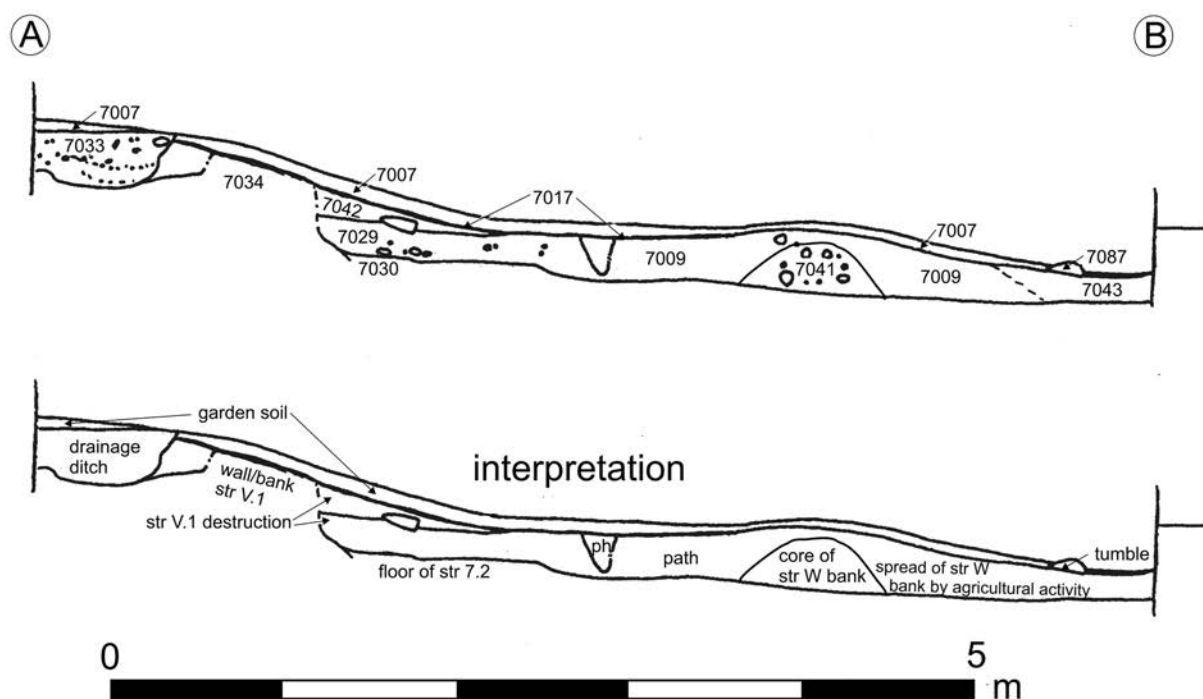 A
B
7007
7033
7034
7007
7017
7042
7029
7030
7009
7041
7007
7009
7087
7043
garden soil
drainage
ditch
interpretation
wall/bank
str V.1
str V.1 destruction
floor of str 7.2
ph
path
core of
str W bank
tumble
spread of str W
bank by agricultural activity
0
5
m